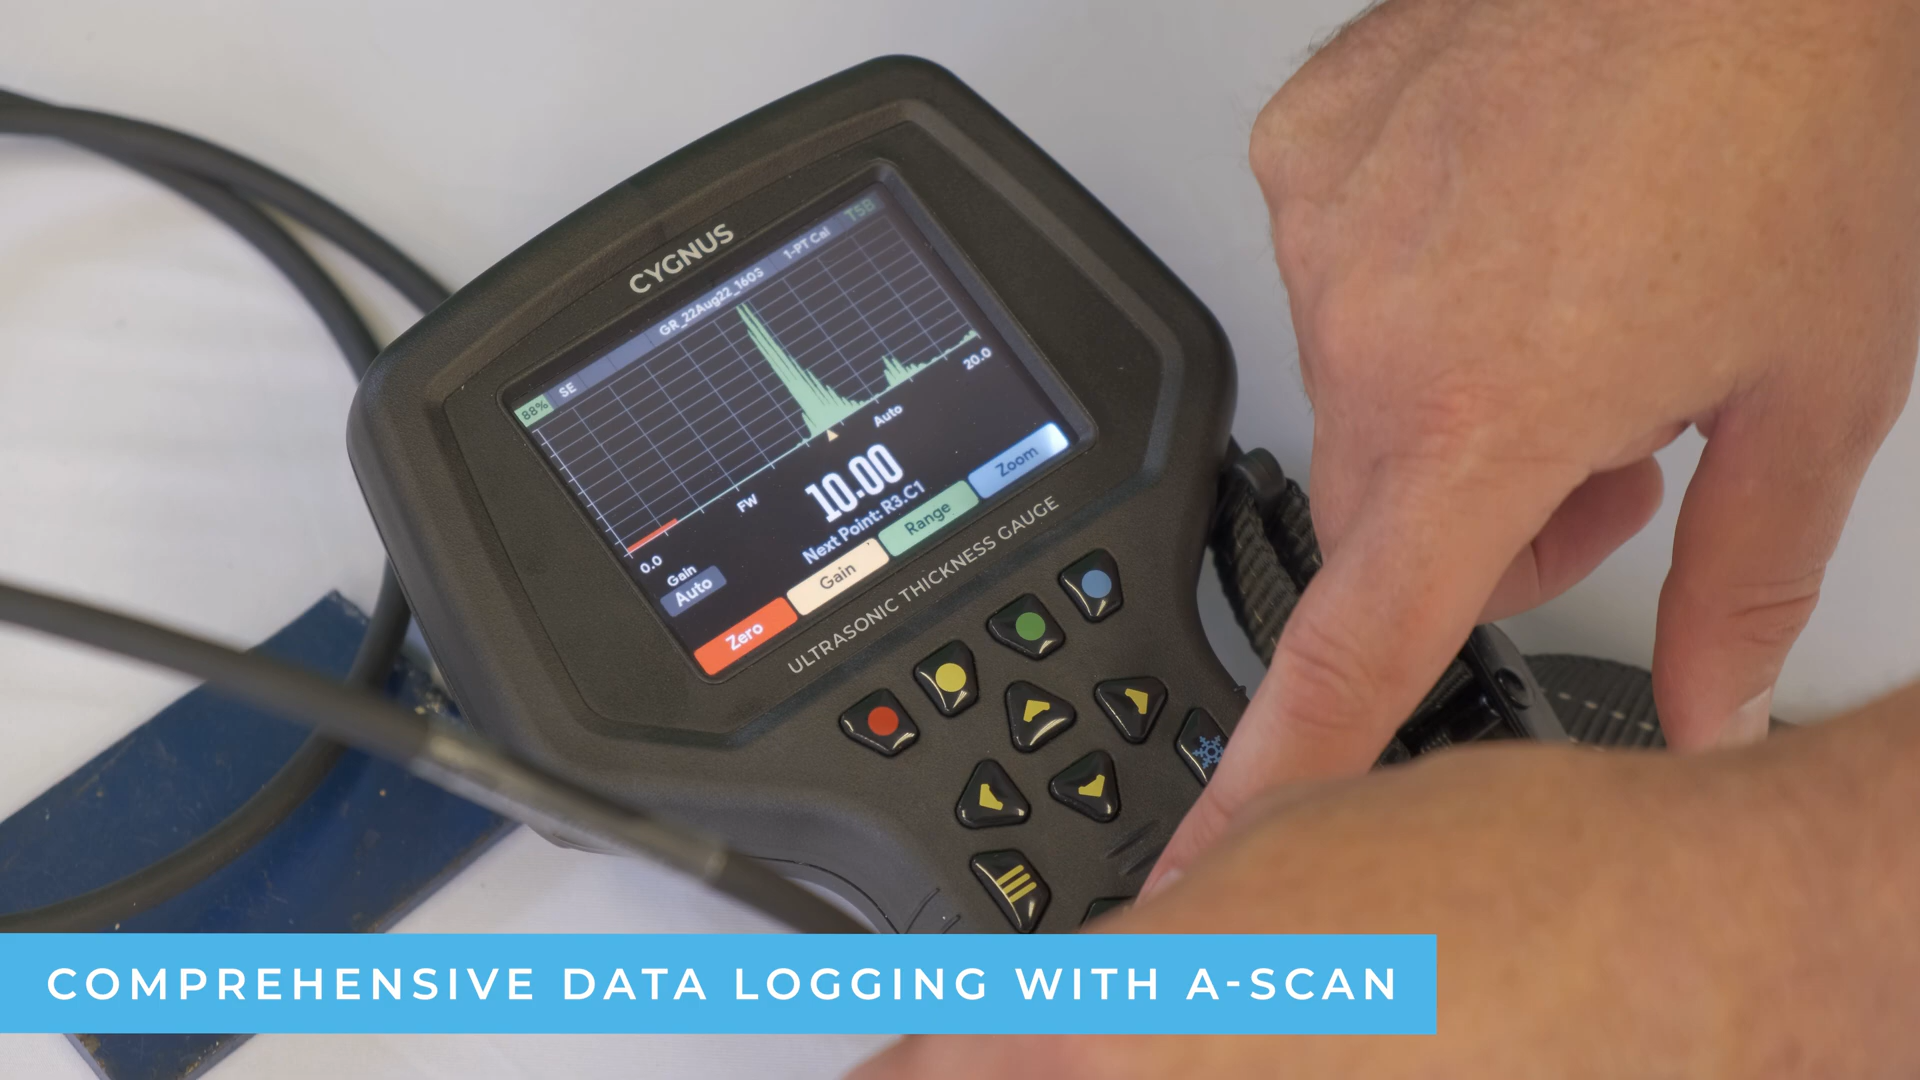 CYGNUS
88%
SE
GR_22Aug22_1603
1-PT Cal
T5B
0.0
FW
Auto
20.0
Gain
Auto
10.00
Next Point: R3.C1
Zero
Gain
Range
Zoom
ULTRASONIC THICKNESS GAUGE
COMPREHENSIVE DATA LOGGING WITH A-SCAN